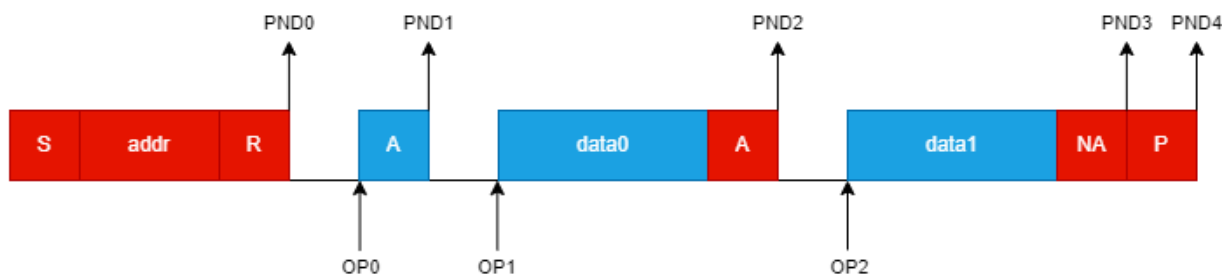 PND0 PND1 PND2 PND3 PND4
S addr R A data0 A data1 NA P
OP0 OP1 OP2